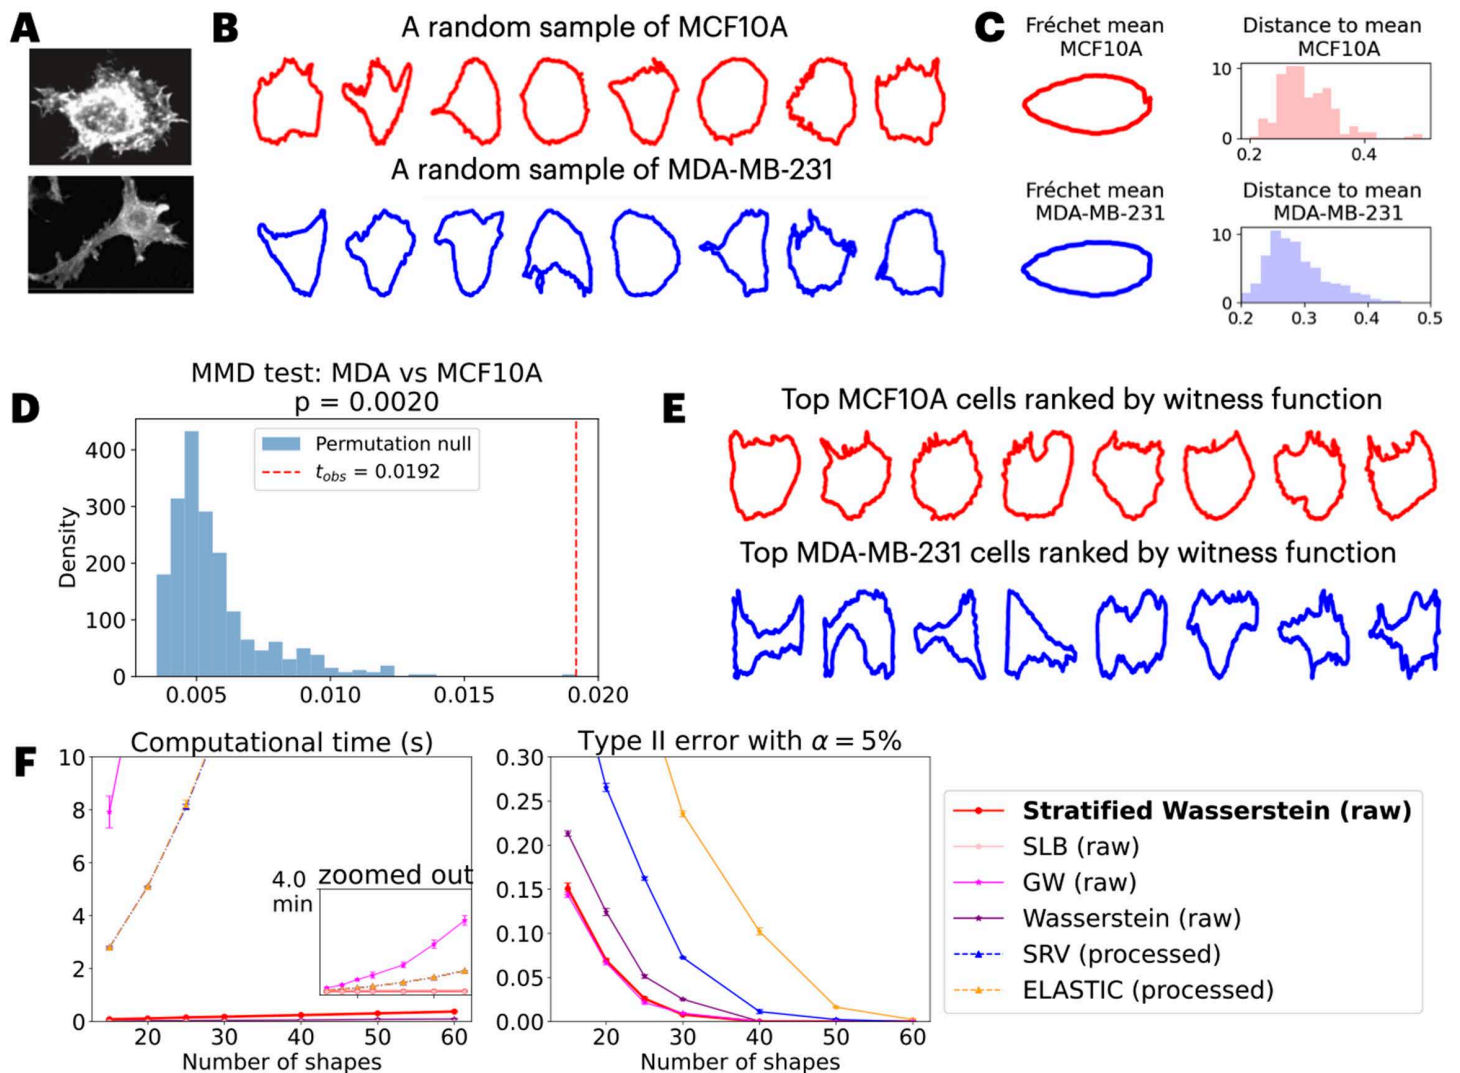 A
B
A random sample of MCF10A
A random sample of MDA-MB-231
C
Fréchet mean
MCF10A
Distance to mean
MCF10A
10
0
0.2
0.4
Fréchet mean
MDA-MB-231
Distance to mean
MDA-MB-231
10
0
0.2
0.3
0.4
0.5
D
MMD test: MDA vs MCF10A
p = 0.0020
Density
400
300
200
100
0
Permutation null
t_obs = 0.0192
0.005
0.010
0.015
0.020
E
Top MCF10A cells ranked by witness function
Top MDA-MB-231 cells ranked by witness function
F
Computational time (s)
10
8
6
4
2
0
4.0
min
zoomed out
20
30
40
50
60
Number of shapes
Type II error with α = 5%
0.30
0.25
0.20
0.15
0.10
0.05
0.00
20
30
40
50
60
Number of shapes
Stratified Wasserstein (raw)
SLB (raw)
GW (raw)
Wasserstein (raw)
SRV (processed)
ELASTIC (processed)